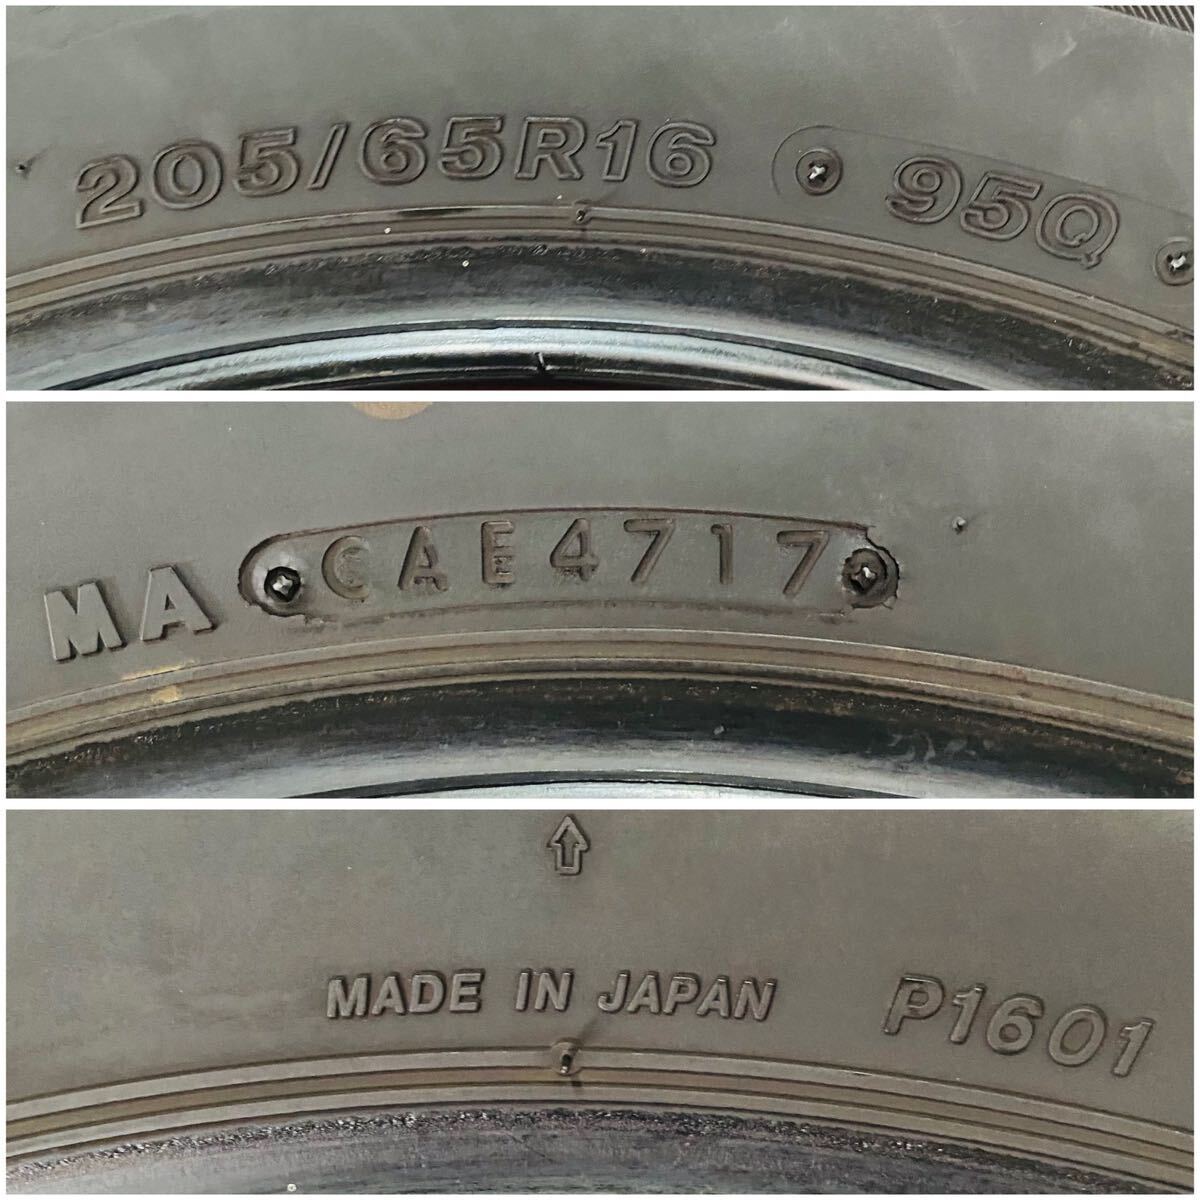 205/65R16 95Q
MA CAE4717
MADE IN JAPAN P1601